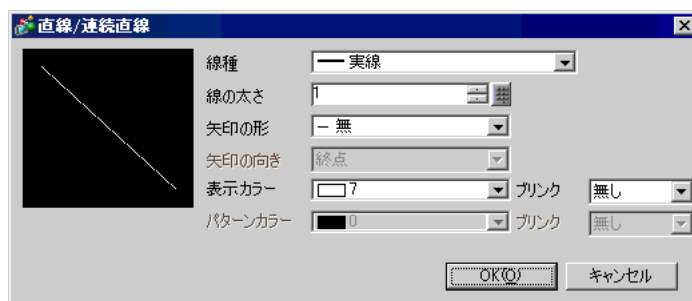 直線/連続直線
線種 実線
線の太さ 1
矢印の形 無
矢印の向き 終点
表示カラー 7 ブリンク 無し
パターンカラー 0 ブリンク 無し
OK(O) キャンセル